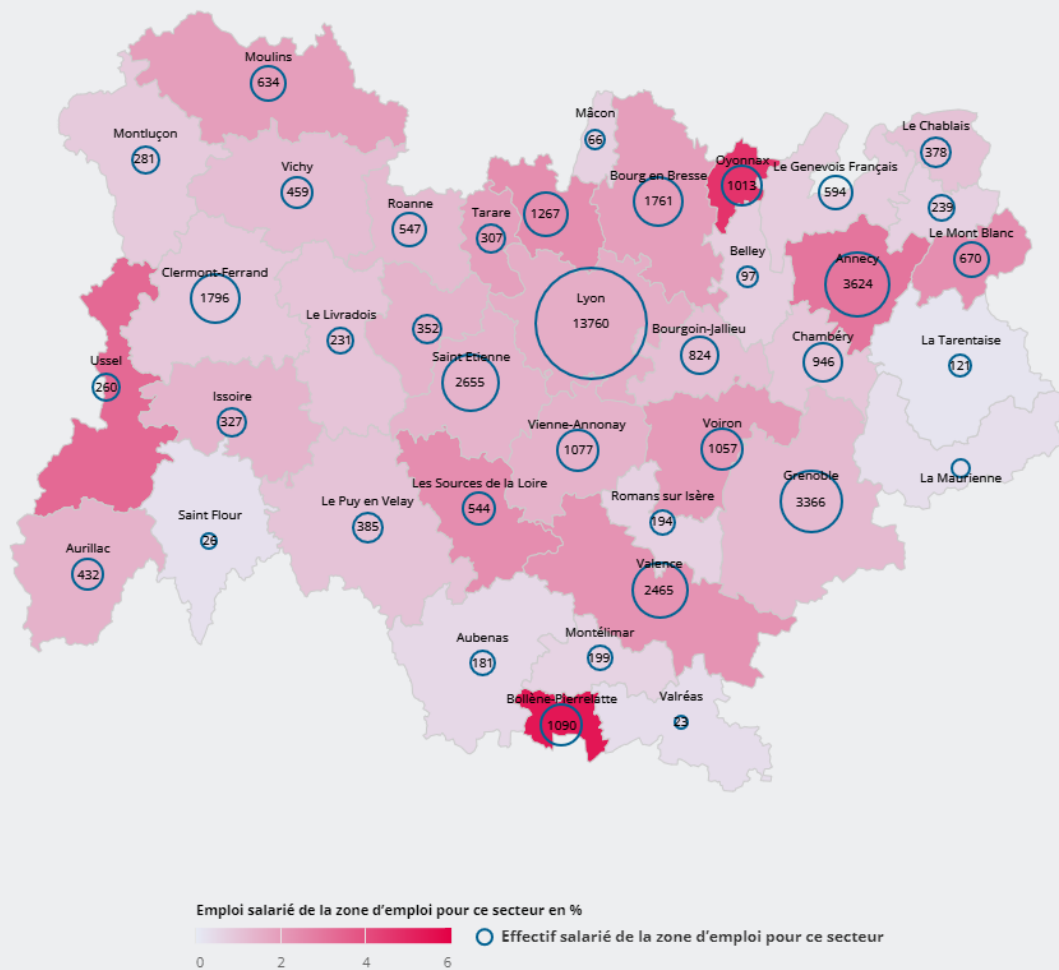 Moulins
634
Mâcon
66
Le Chablais
378
Montluçon
281
Vichy
459
Oyonnax
1013
Le Genevois Français
594
Bourg en Bresse
1761
Roanne
547
Tarare
307
1267
239
Le Mont Blanc
670
Belley
97
Annecy
3624
Clermont-Ferrand
1796
Lyon
13760
Le Livradois
231
352
Bourgoin-Jallieu
824
Chambéry
946
La Tarentaise
121
Ussel
260
Saint Etienne
2655
Issoire
327
Vienne-Annonay
1077
Voiron
1057
Grenoble
3366
La Maurienne
Les Sources de la Loire
544
Le Puy en Velay
385
Romans sur Isère
194
Saint Flour
26
Aurillac
432
Valence
2465
Aubenas
181
Montélimar
199
Bollène-Pierrelatte
1090
Valréas
23
Emploi salarié de la zone d’emploi pour ce secteur en %
Effectif salarié de la zone d’emploi pour ce secteur
0 2 4 6